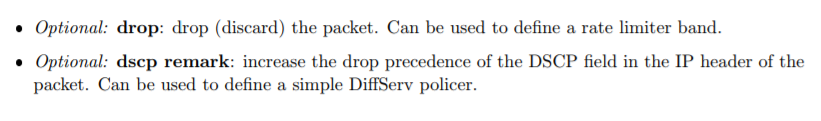 • Optional: drop: drop (discard) the packet. Can be used to define a rate limiter band.
• Optional: dscp remark: increase the drop precedence of the DSCP field in the IP header of the
packet. Can be used to define a simple DiffServ policer.